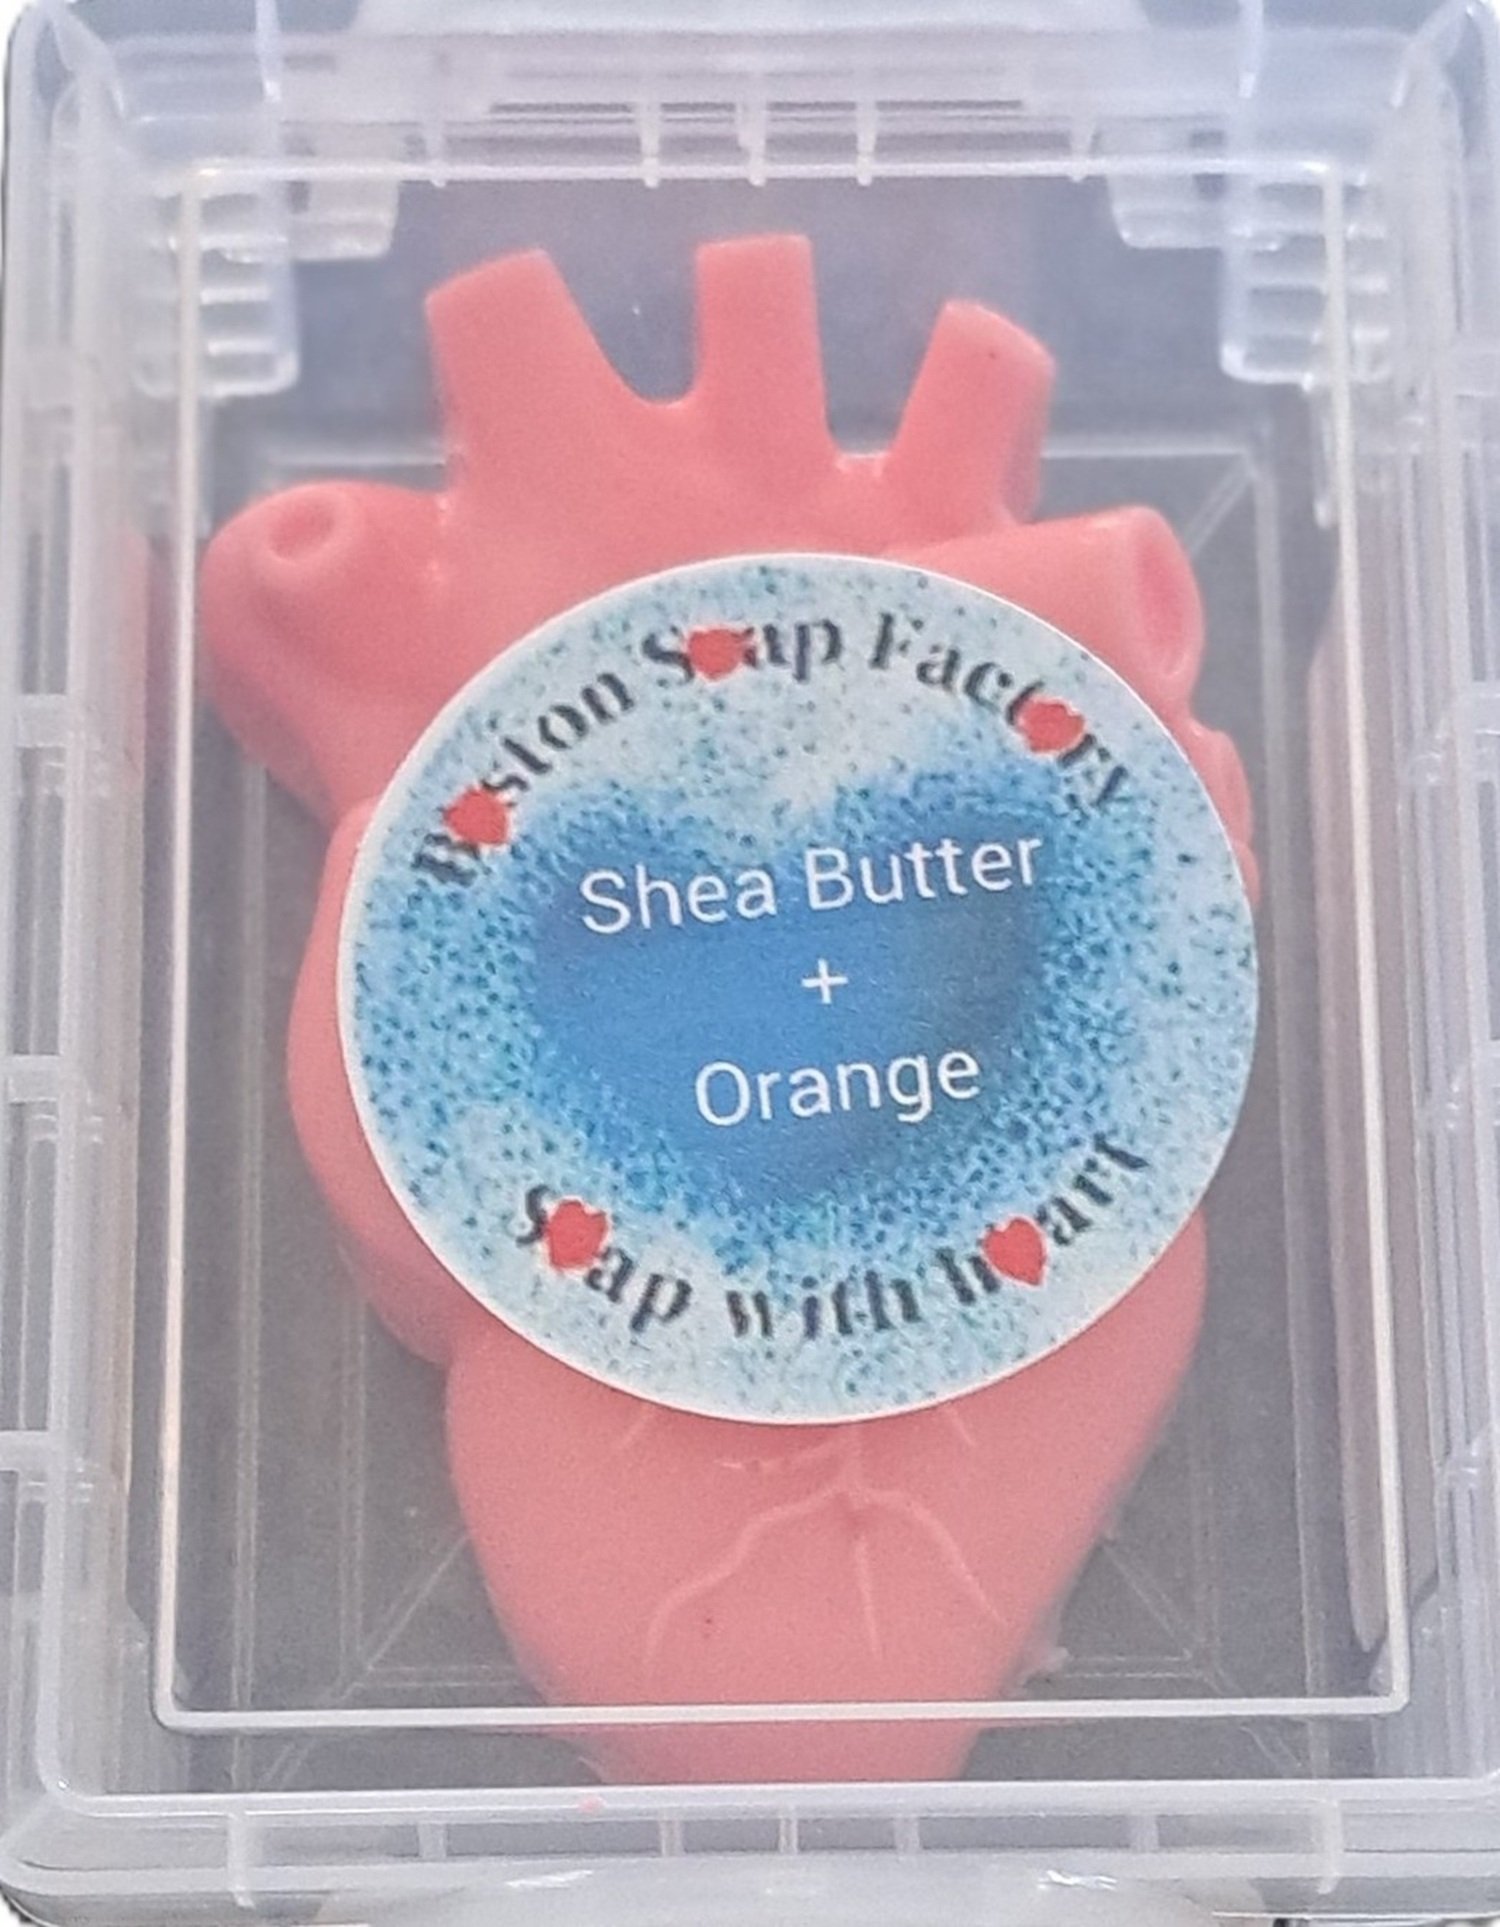 Boston Soap Factory
Shea Butter
+
Orange
Soap with heart